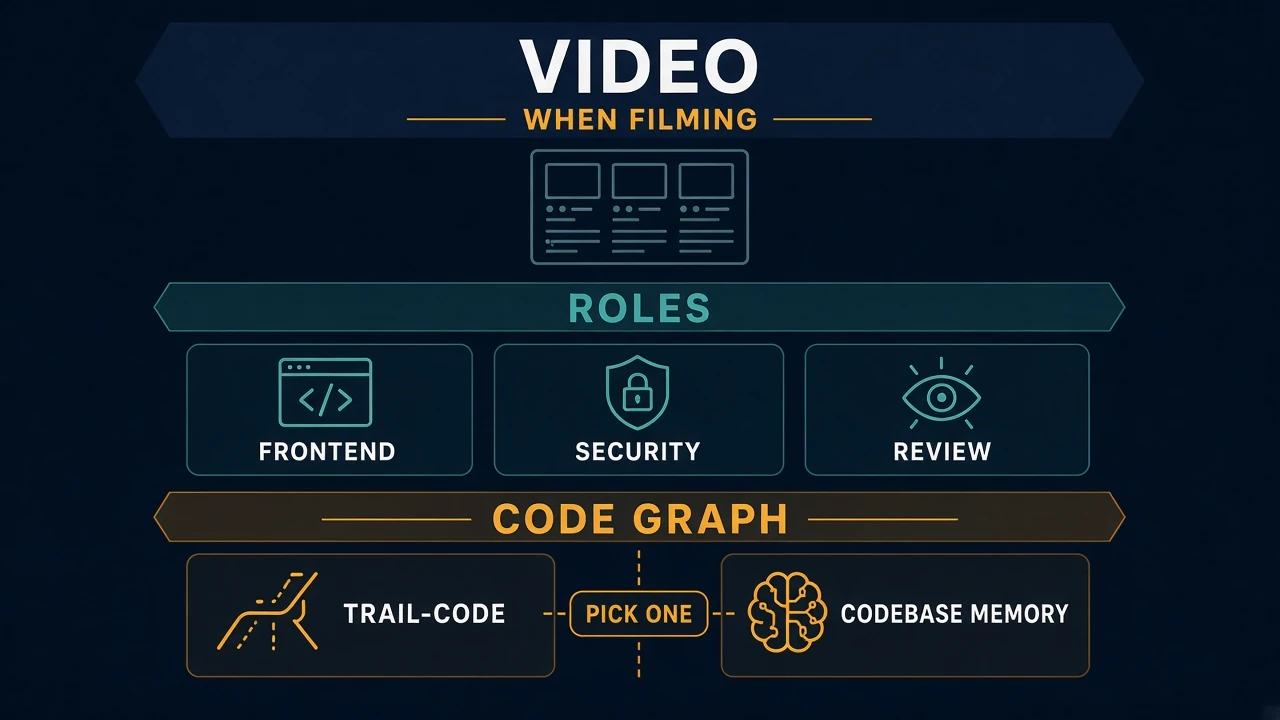 VIDEO
WHEN FILMING
ROLES
</>
FRONTEND
SECURITY
REVIEW
CODE GRAPH
TRAIL-CODE
PICK ONE
CODEBASE MEMORY